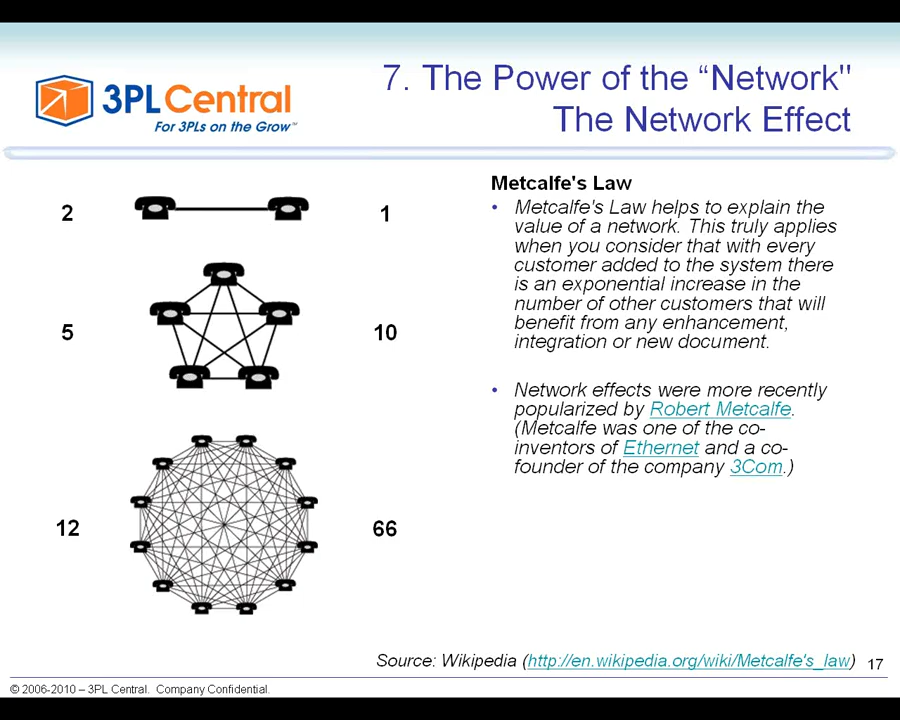 3PL Central
For 3PLs on the Grow™
7. The Power of the “Network"
The Network Effect
2
1
5
10
12
66
Metcalfe's Law
• Metcalfe's Law helps to explain the
value of a network. This truly applies
when you consider that with every
customer added to the system there
is an exponential increase in the
number of other customers that will
benefit from any enhancement,
integration or new document.
• Network effects were more recently
popularized by Robert Metcalfe.
(Metcalfe was one of the co-
inventors of Ethernet and a co-
founder of the company 3Com.)
Source: Wikipedia (http://en.wikipedia.org/wiki/Metcalfe's_law)
17
© 2006-2010 – 3PL Central. Company Confidential.